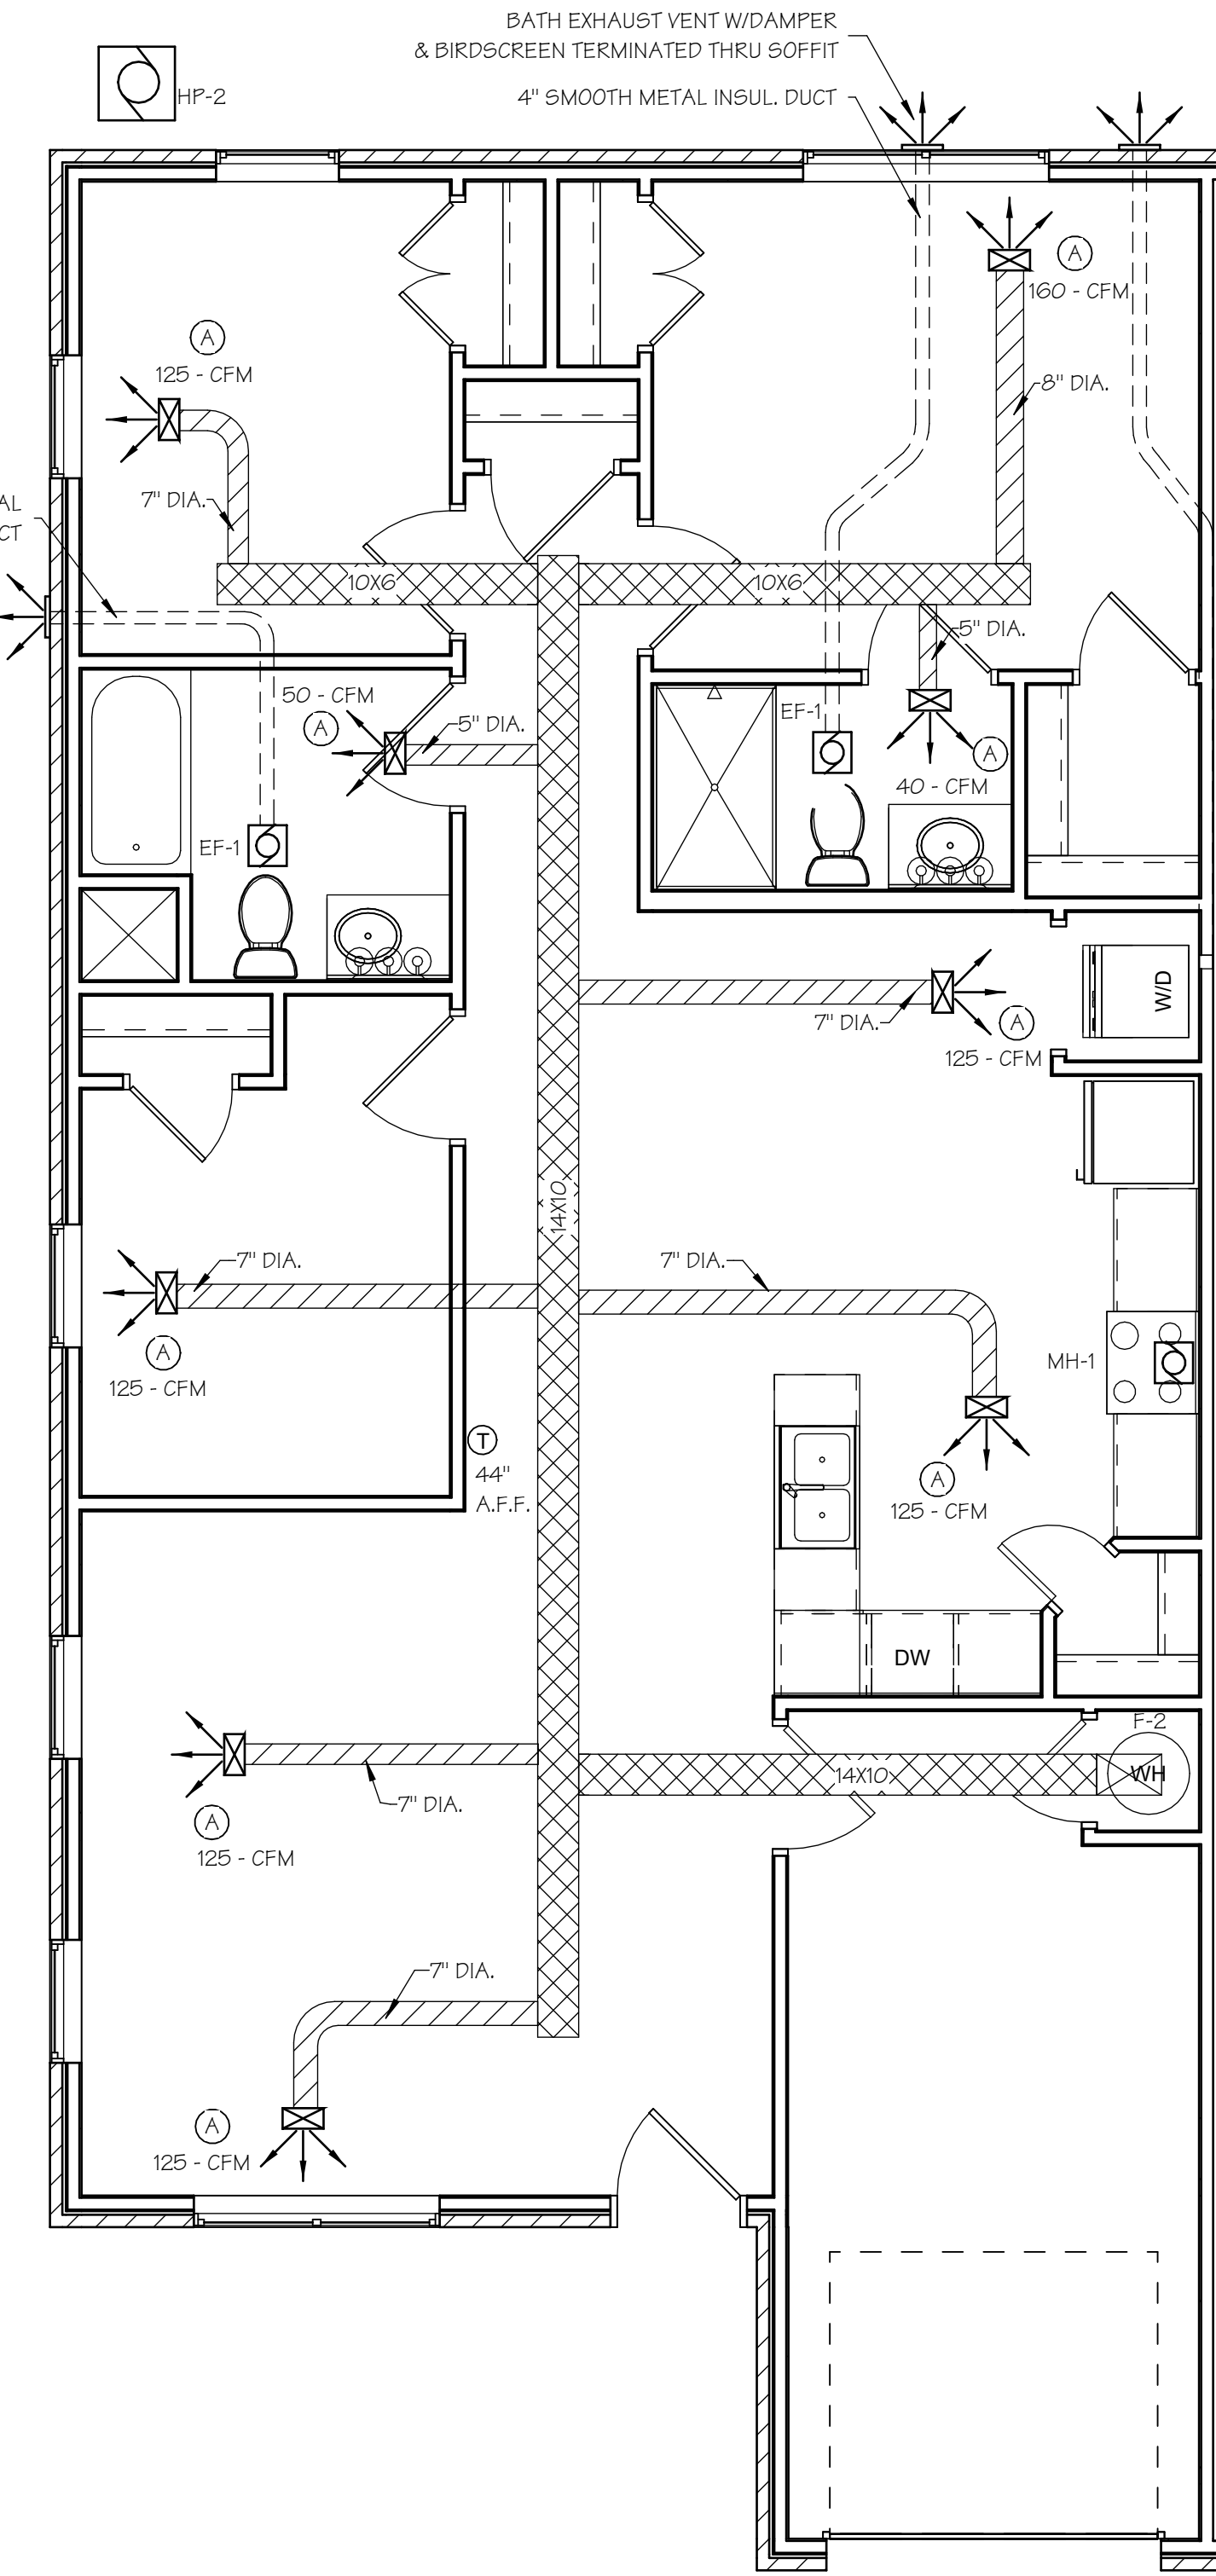 BATH EXHAUST VENT W/DAMPER
& BIRDSCREEN TERMINATED THRU SOFFIT
4" SMOOTH METAL INSUL. DUCT
HP-2
A
160 - CFM
8" DIA.
A
125 - CFM
7" DIA.
AL
CT
10X6
10X6
5" DIA.
50 - CFM
A
5" DIA.
EF-1
A
40 - CFM
EF-1
W/D
7" DIA.
A
125 - CFM
14X10
7" DIA.
7" DIA.
A
125 - CFM
MH-1
T
44"
A.F.F.
A
125 - CFM
DW
F-2
WH
14X10
7" DIA.
A
125 - CFM
7" DIA.
A
125 - CFM